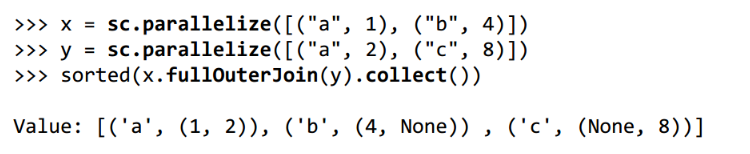 >>> x = sc.parallelize([("a", 1), ("b", 4)])
>>> y = sc.parallelize([("a", 2), ("c", 8)])
>>> sorted(x.fullOuterJoin(y).collect())
Value: [('a', (1, 2)), ('b', (4, None)) , ('c', (None, 8))]